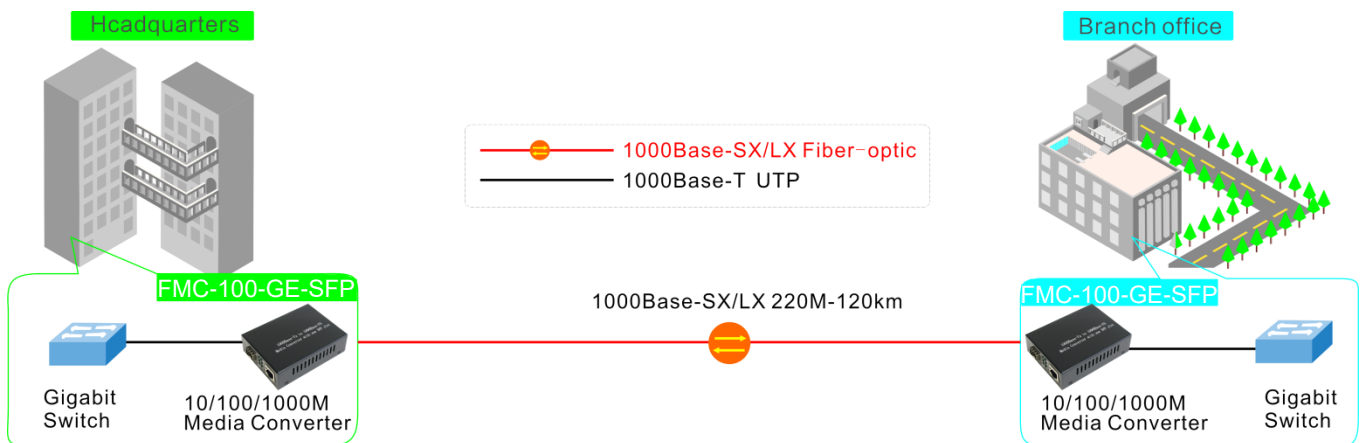 Hcadquarters
Branch office
1000Base-SX/LX Fiber-optic
1000Base-T UTP
FMC-100-GE-SFP
1000Base-SX/LX 220M-120km
FMC-100-GE-SFP
Gigabit
Switch
10/100/1000M
Media Converter
10/100/1000M
Media Converter
Gigabit
Switch